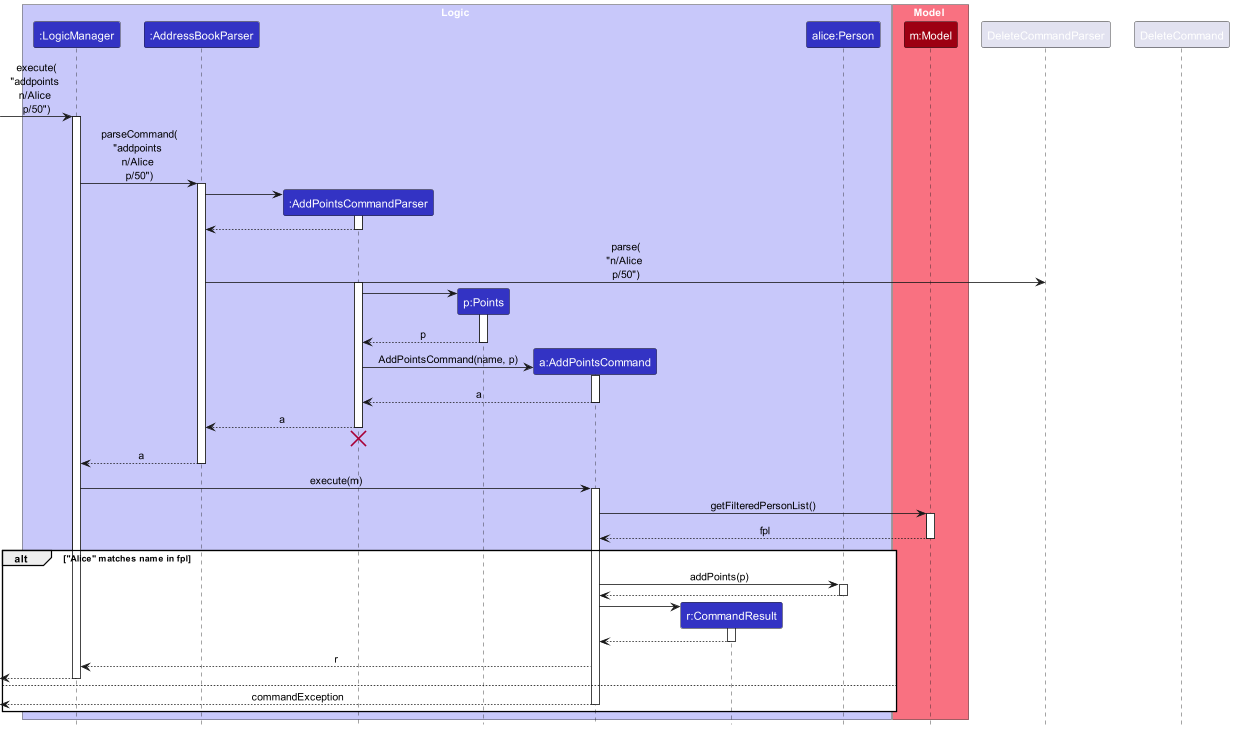 Logic
Model
:LogicManager
:AddressBookParser
alice:Person
m:Model
DeleteCommandParser
DeleteCommand
execute(
"addpoints
n/Alice
p/50")
parseCommand(
"addpoints
n/Alice
p/50")
:AddPointsCommandParser
parse(
"n/Alice
p/50")
p:Points
p
AddPointsCommand(name, p)
a:AddPointsCommand
a
a
a
execute(m)
getFilteredPersonList()
fpl
alt
["Alice" matches name in fpl]
addPoints(p)
r:CommandResult
r
commandException